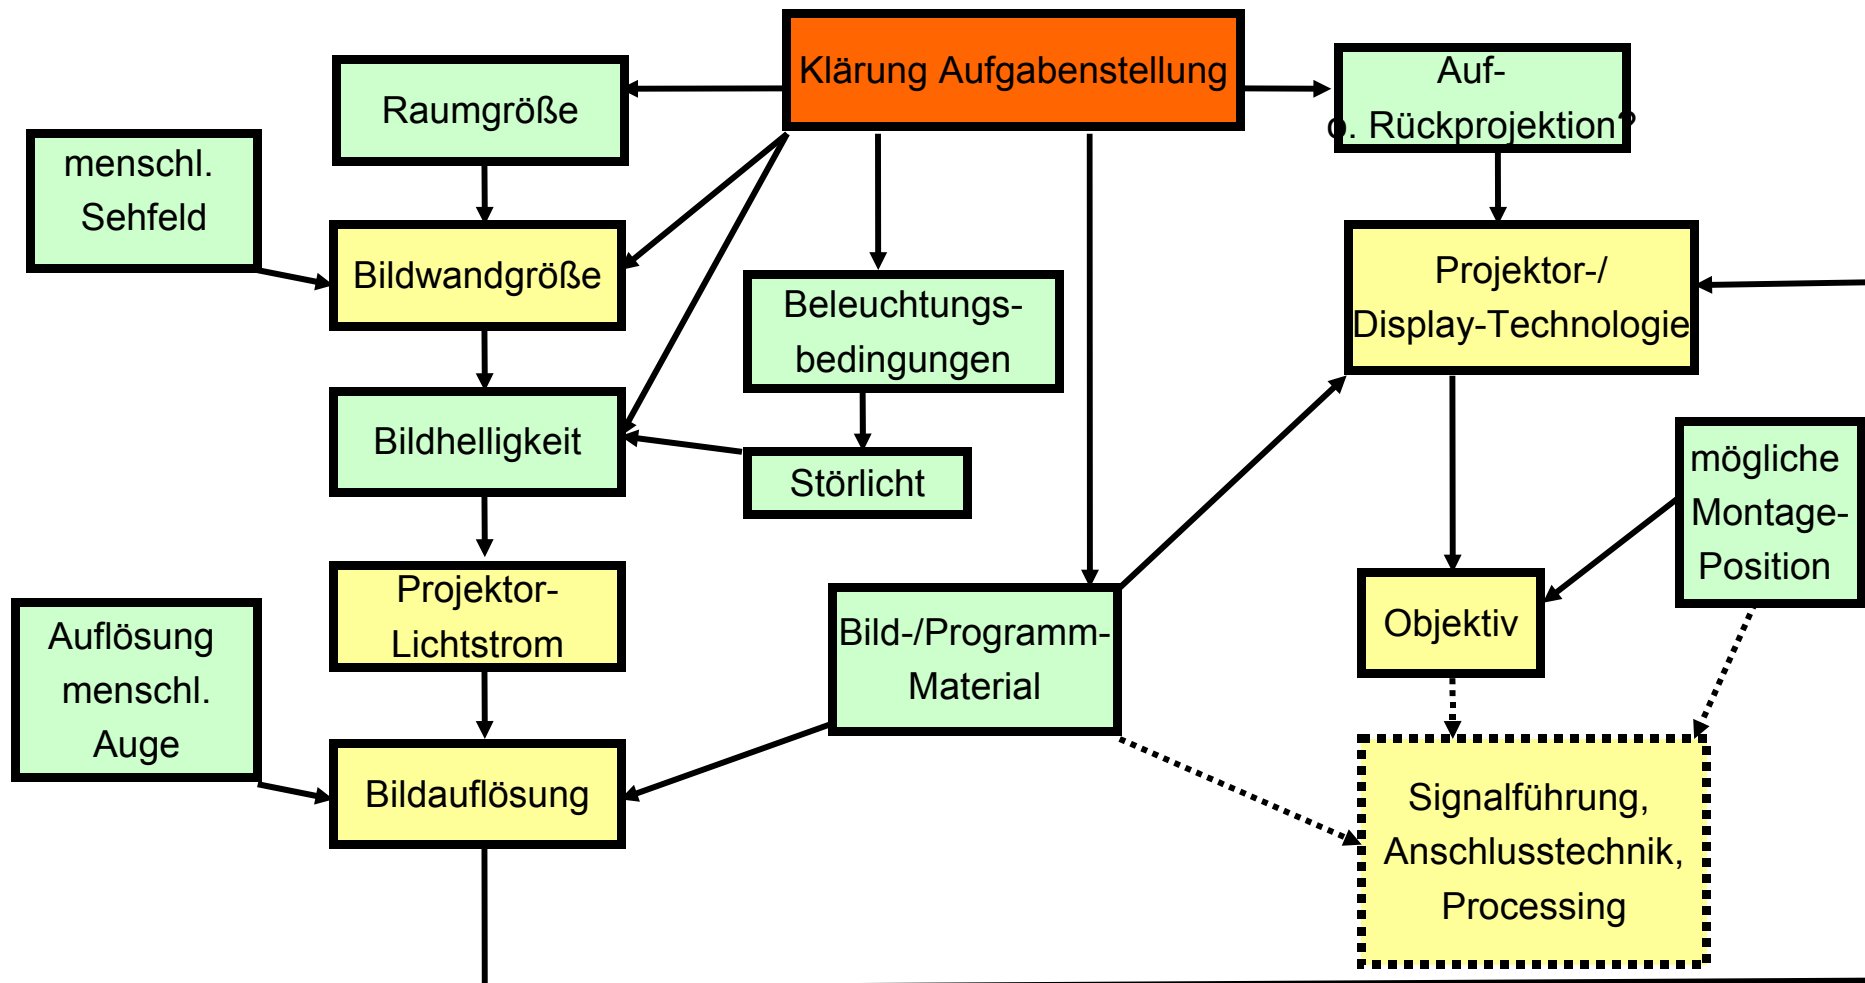 Klärung Aufgabenstellung
Raumgröße
Auf-
o. Rückprojektion?
menschl.
Sehfeld
Bildwandgröße
Beleuchtungs-
bedingungen
Projektor-/
Display-Technologie
Bildhelligkeit
Störlicht
mögliche
Montage-
Position
Projektor-
Lichtstrom
Auflösung
menschl.
Auge
Bild-/Programm-
Material
Objektiv
Bildauflösung
Signalführung,
Anschlusstechnik,
Processing